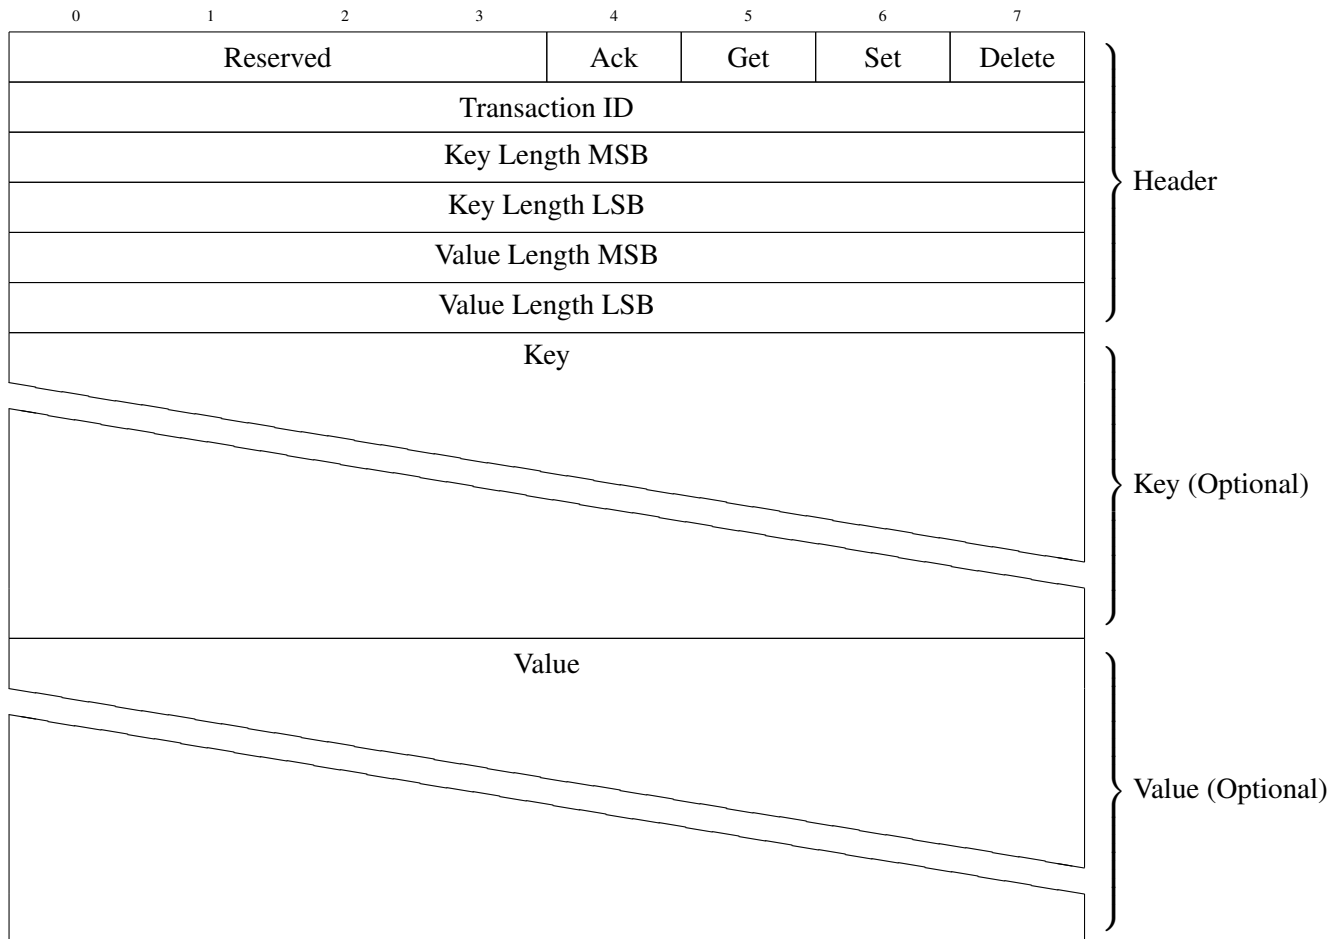 0 1 2 3 4 5 6 7
Reserved Ack Get Set Delete
Transaction ID
Key Length MSB
Header
Key Length LSB
Value Length MSB
Value Length LSB
Key
Key (Optional)
Value
Value (Optional)